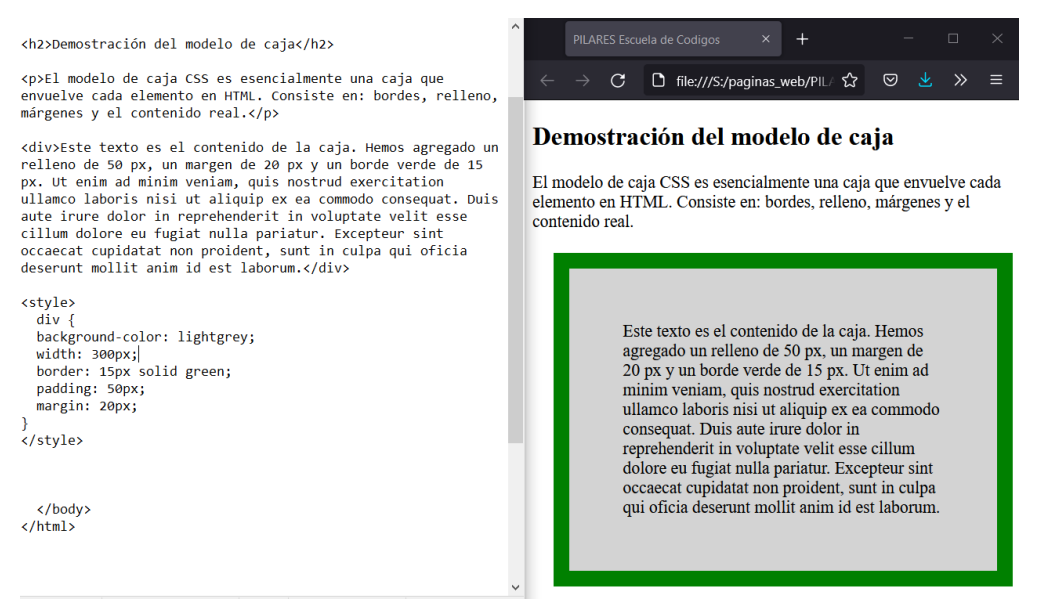 <h2>Demostración del modelo de caja</h2>
<p>El modelo de caja CSS es esencialmente una caja que
envuelve cada elemento en HTML. Consiste en: bordes, relleno,
márgenes y el contenido real.</p>
<div>Este texto es el contenido de la caja. Hemos agregado un
relleno de 50 px, un margen de 20 px y un borde verde de 15
px. Ut enim ad minim veniam, quis nostrud exercitation
ullamco laboris nisi ut aliquip ex ea commodo consequat. Duis
aute irure dolor in reprehenderit in voluptate velit esse
cillum dolore eu fugiat nulla pariatur. Excepteur sint
occaecat cupidatat non proident, sunt in culpa qui oficia
deserunt mollit anim id est laborum.</div>
<style>
div {
background-color: lightgrey;
width: 300px;
border: 15px solid green;
padding: 50px;
margin: 20px;
}
</style>
</body>
</html>
PILARES Escuela de Codigos
file:///S:/paginas_web/PILA
Demostración del modelo de caja
El modelo de caja CSS es esencialmente una caja que envuelve cada
elemento en HTML. Consiste en: bordes, relleno, márgenes y el
contenido real.
Este texto es el contenido de la caja. Hemos
agregado un relleno de 50 px, un margen de
20 px y un borde verde de 15 px. Ut enim ad
minim veniam, quis nostrud exercitation
ullamco laboris nisi ut aliquip ex ea commodo
consequat. Duis aute irure dolor in
reprehenderit in voluptate velit esse cillum
dolore eu fugiat nulla pariatur. Excepteur sint
occaecat cupidatat non proident, sunt in culpa
qui oficia deserunt mollit anim id est laborum.